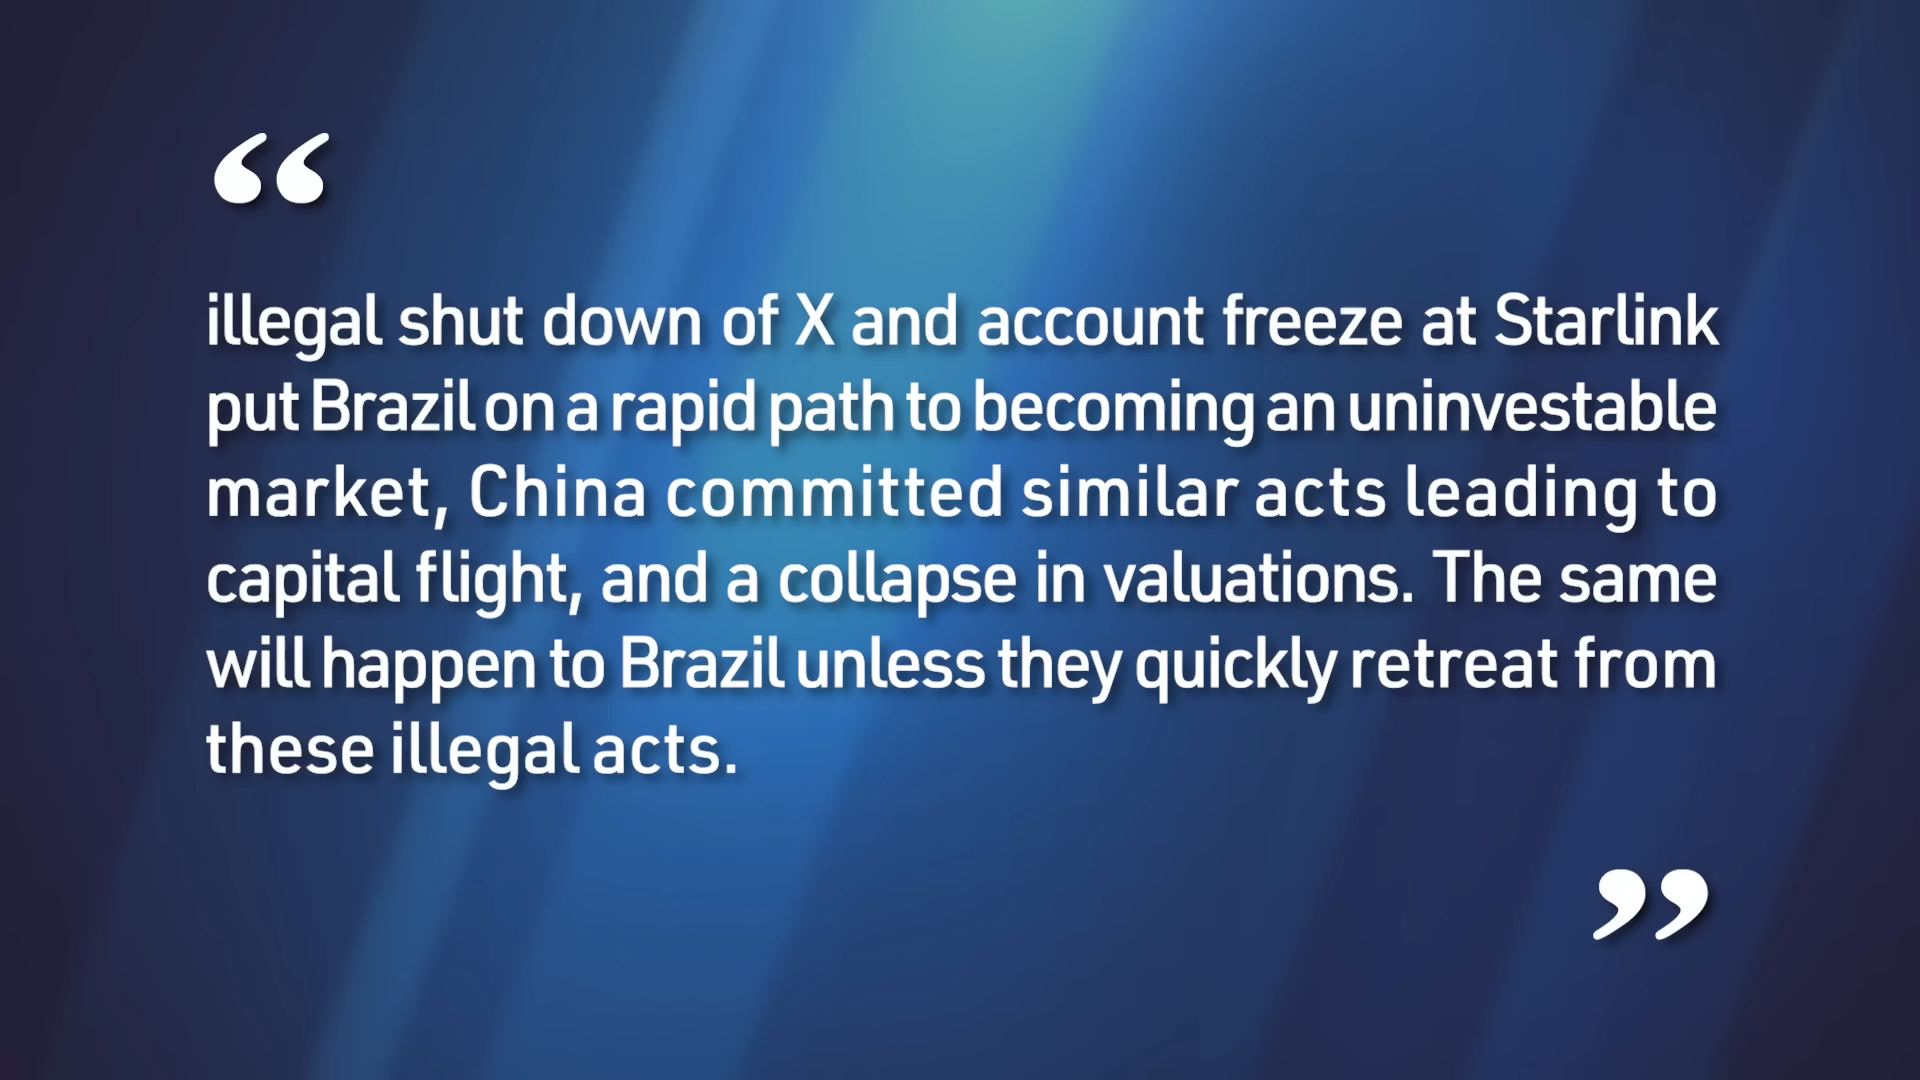 “
illegal shut down of X and account freeze at Starlink
put Brazil on a rapid path to becoming an uninvestable
market, China committed similar acts leading to
capital flight, and a collapse in valuations. The same
will happen to Brazil unless they quickly retreat from
these illegal acts.
”